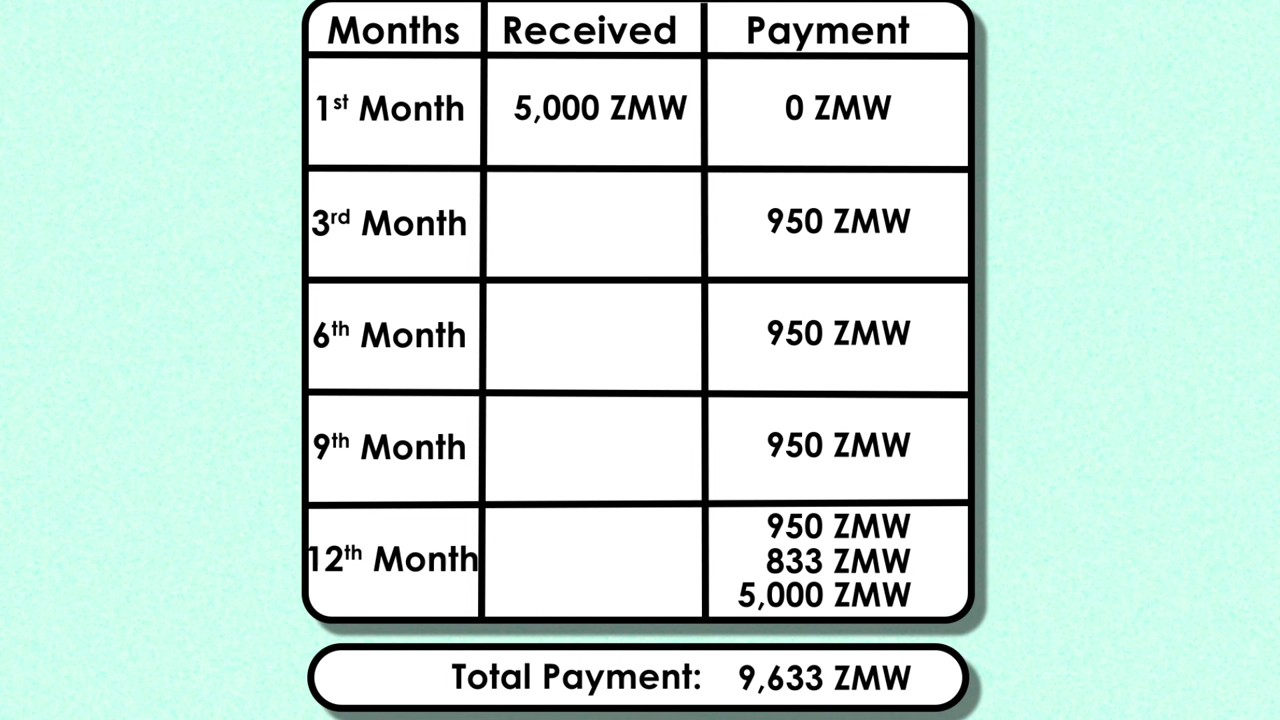 Months Received Payment
1st Month 5,000 ZMW 0 ZMW
3rd Month 950 ZMW
6th Month 950 ZMW
9th Month 950 ZMW
950 ZMW
12th Month 833 ZMW
5,000 ZMW
Total Payment: 9,633 ZMW